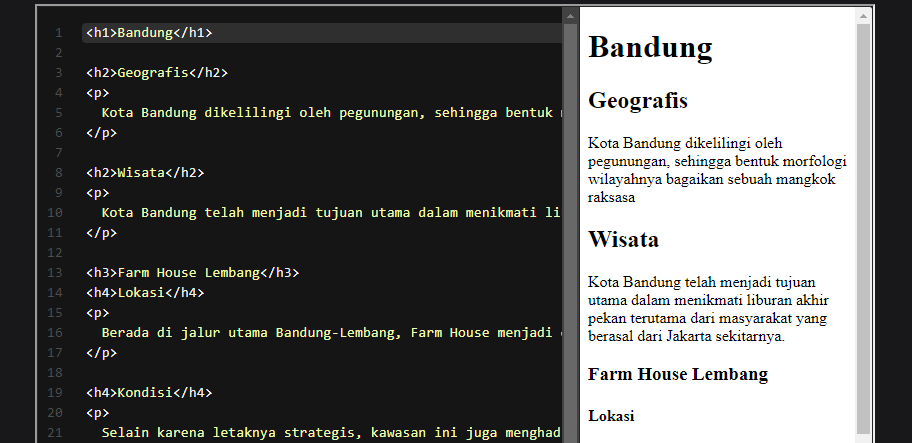 1 <h1>Bandung</h1>
2
3 <h2>Geografis</h2>
4 <p>
5 Kota Bandung dikelilingi oleh pegunungan, sehingga bentuk
6 </p>
7
8 <h2>Wisata</h2>
9 <p>
10 Kota Bandung telah menjadi tujuan utama dalam menikmati li
11 </p>
12
13 <h3>Farm House Lembang</h3>
14 <h4>Lokasi</h4>
15 <p>
16 Berada di jalur utama Bandung-Lembang, Farm House menjadi
17 </p>
18
19 <h4>Kondisi</h4>
20 <p>
21 Selain karena letaknya strategis, kawasan ini juga menghad
Bandung
Geografis
Kota Bandung dikelilingi oleh
pegunungan, sehingga bentuk morfologi
wilayahnya bagaikan sebuah mangkok
raksasa
Wisata
Kota Bandung telah menjadi tujuan
utama dalam menikmati liburan akhir
pekan terutama dari masyarakat yang
berasal dari Jakarta sekitarnya.
Farm House Lembang
Lokasi